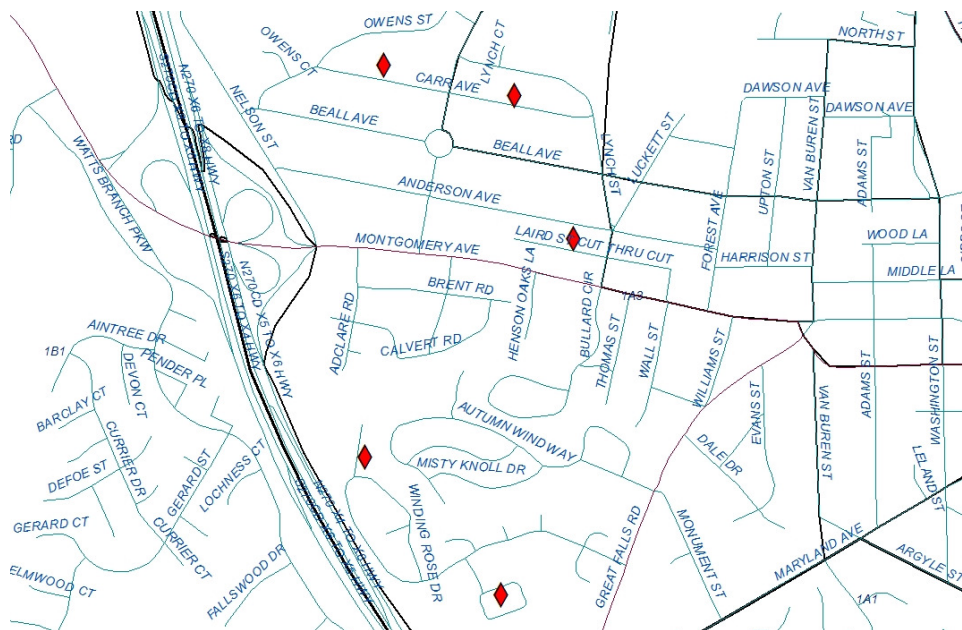 OWENS ST
NORTH ST
LYNCH CT
OWENS CT
CARR AVE
DAWSON AVE
DAWSON AVE
NELSON ST
BEALL AVE
BEALL AVE
LYNCH ST
LUCKETT ST
VAN BUREN ST
ADAMS ST
UPTON ST
WATTS BRANCH PKW
ANDERSON AVE
FOREST AVE
MONTGOMERY AVE
LAIRD ST CUT THRU CUT
WOOD LA
HARRISON ST
MIDDLE LA
BRENT RD
HENSON OAKS LA
BULLARD CIR
1A3
ADCLARE RD
CALVERT RD
THOMAS ST
WALL ST
WILLIAMS ST
AINTREE DR
1B1
PENDER PL
DEVON CT
BARCLAY CT
CURRIER DR
DEFOE ST
GERARD ST
LOCHNESS CT
AUTUMN WIND WAY
MISTY KNOLL DR
EVANS ST
DALE DR
VAN BUREN ST
ADAMS ST
WASHINGTON ST
LELAND ST
GERARD CT
CURRIER CT
WINDING ROSE DR
GREAT FALLS RD
MONUMENT ST
MARYLAND AVE
ARGYLE ST
ELMWOOD CT
FALLSWOOD DR
1A1